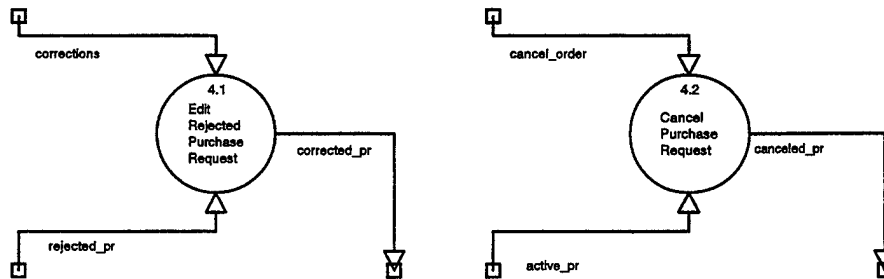 corrections
4.1
Edit
Rejected
Purchase
Request
corrected_pr
rejected_pr
cancel_order
4.2
Cancel
Purchase
Request
canceled_pr
active_pr